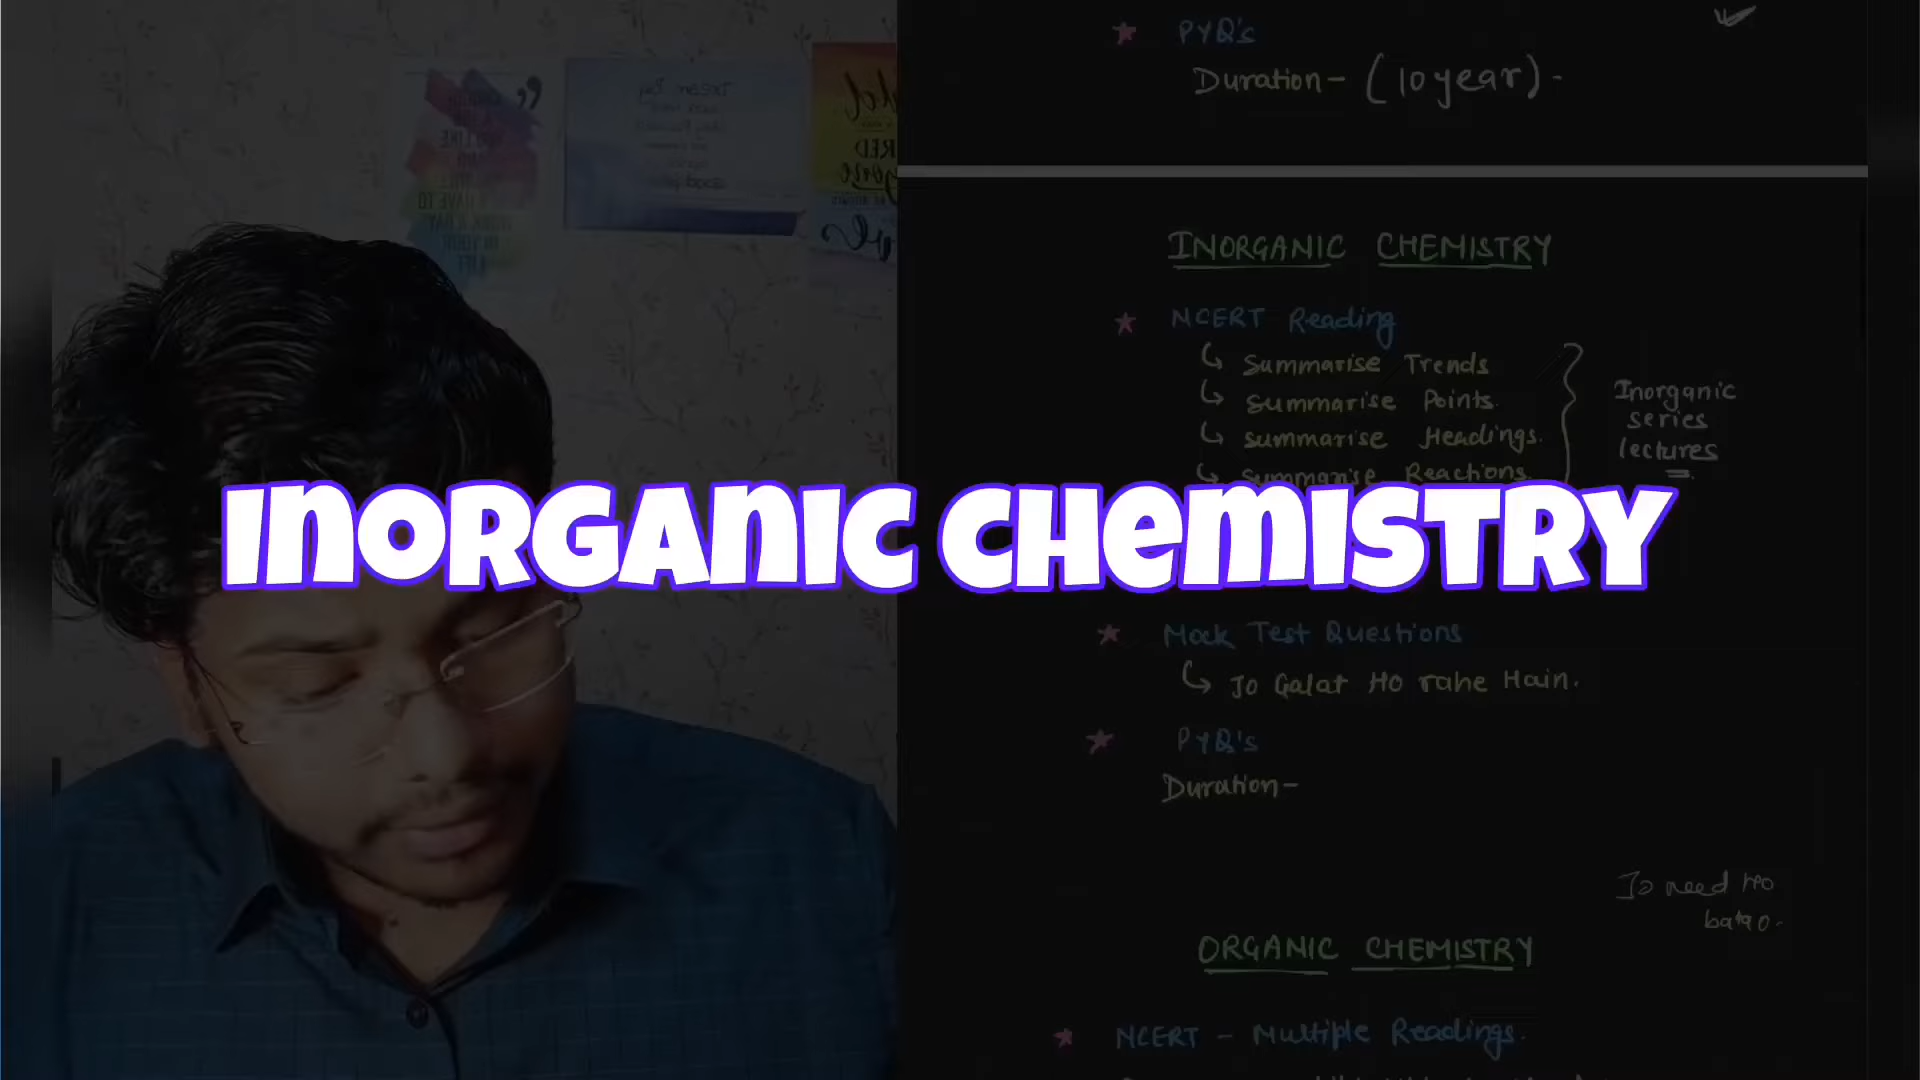 PYQ's
Duration - (10 year) -
INORGANIC CHEMISTRY
NCERT Reading
Summarise Trends
Summarise Points.
Summarise Headings.
Summarise Reactions.
Inorganic
series
lectures
INORGANIC CHEMISTRY
Mock Test Questions
Jo Galat Ho rahe Hain.
PYQ's
Duration -
Jo need Ho
batao.
ORGANIC CHEMISTRY
NCERT - Multiple Readings.